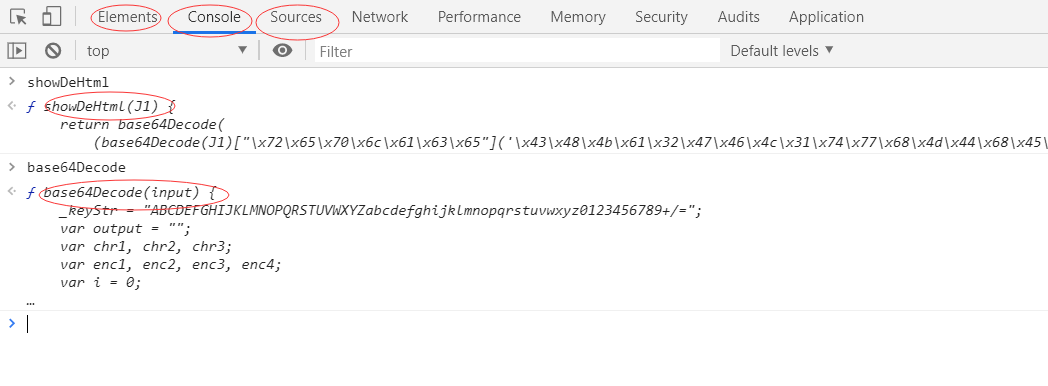 Elements Console Sources Network Performance Memory Security Audits Application
top Filter Default levels
> showDeHtml
ƒ showDeHtml(J1) {
return base64Decode(
(base64Decode(J1)["\x72\x65\x70\x6c\x61\x63\x65"]('\x43\x48\x4b\x61\x32\x47\x46\x4c\x31\x74\x77\x68\x4d\x44\x68\x45\
> base64Decode
ƒ base64Decode(input) {
_keyStr = "ABCDEFGHIJKLMNOPQRSTUVWXYZabcdefghijklmnopqrstuvwxyz0123456789+/=";
var output = "";
var chr1, chr2, chr3;
var enc1, enc2, enc3, enc4;
var i = 0;
…
>